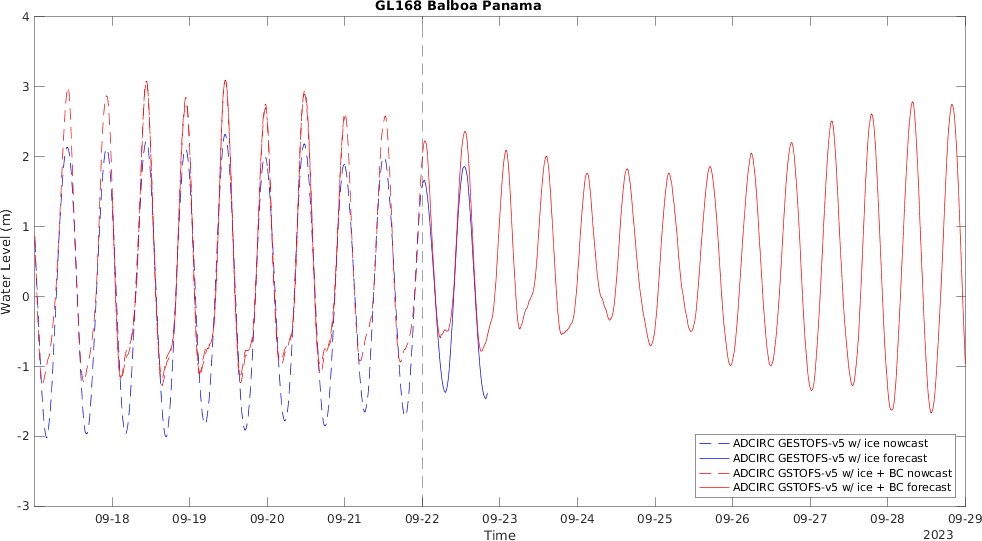 GL168 Balboa Panama
4
3
2
1
0
-1
-2
-3
Water Level (m)
ADCIRC GESTOFS-v5 w/ ice nowcast
ADCIRC GESTOFS-v5 w/ ice forecast
ADCIRC GSTOFS-v5 w/ ice + BC nowcast
ADCIRC GSTOFS-v5 w/ ice + BC forecast
09-18 09-19 09-20 09-21 09-22 09-23 09-24 09-25 09-26 09-27 09-28 09-29
Time
2023